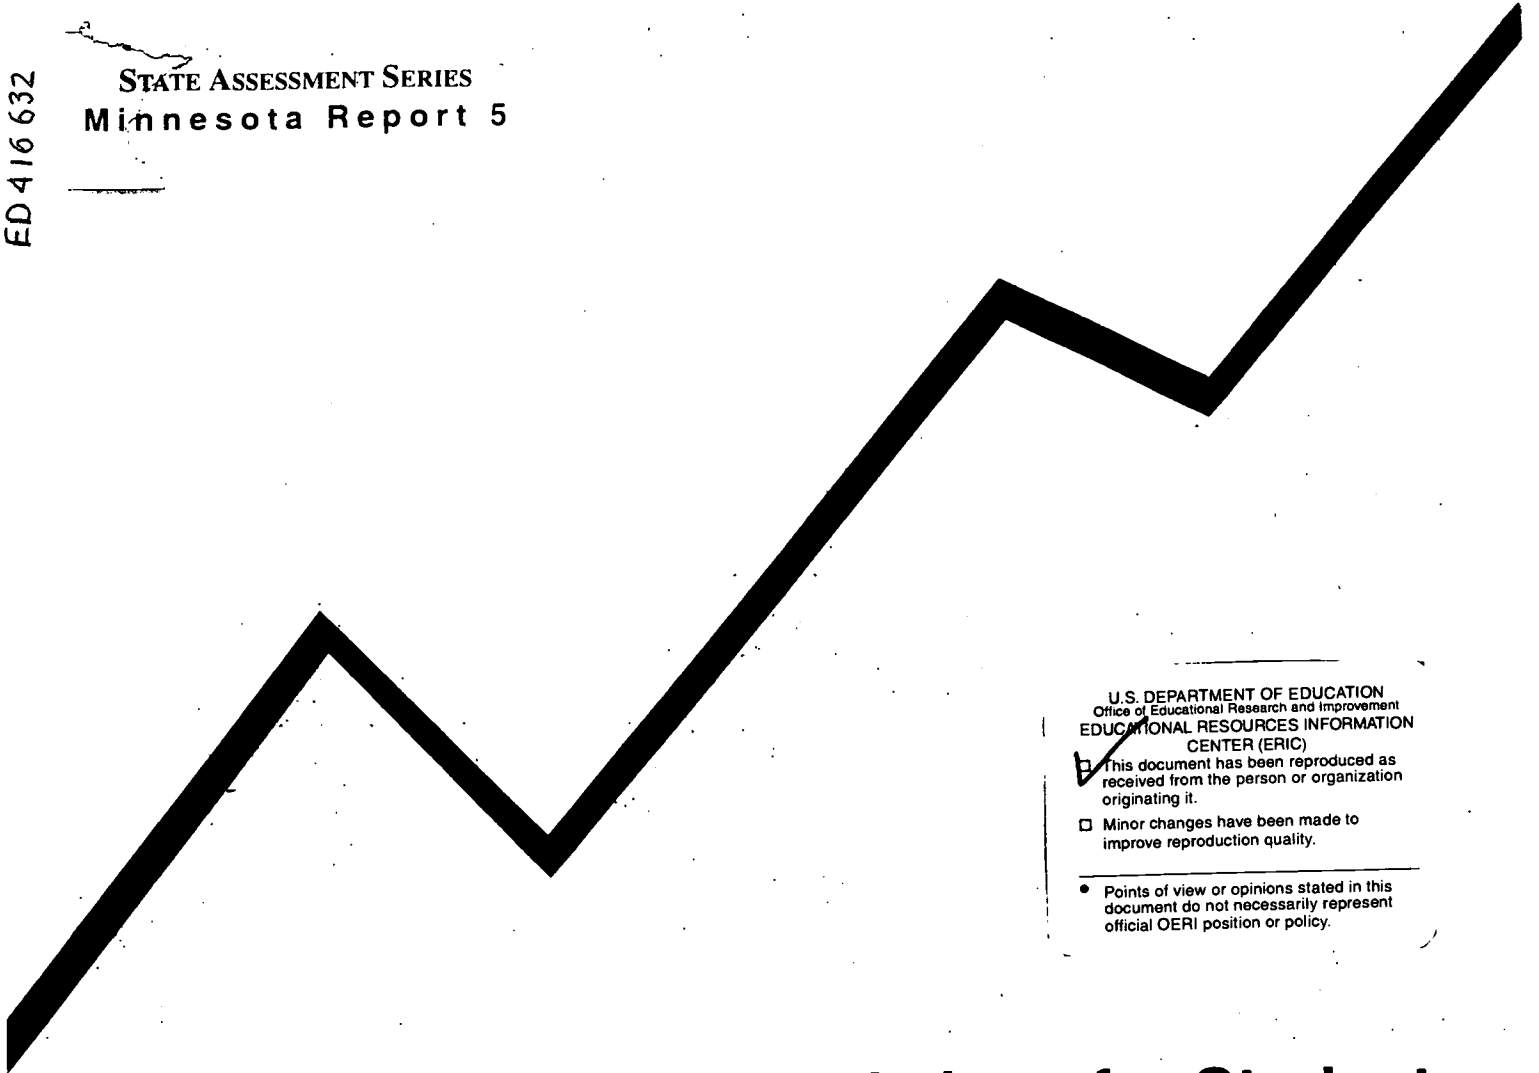 ED 416 632
STATE ASSESSMENT SERIES
Minnesota Report 5
U.S. DEPARTMENT OF EDUCATION
Office of Educational Research and Improvement
EDUCATIONAL RESOURCES INFORMATION
CENTER (ERIC)
This document has been reproduced as
received from the person or organization
originating it.
Minor changes have been made to
improve reproduction quality.
Points of view or opinions stated in this
document do not necessarily represent
official OERI position or policy.